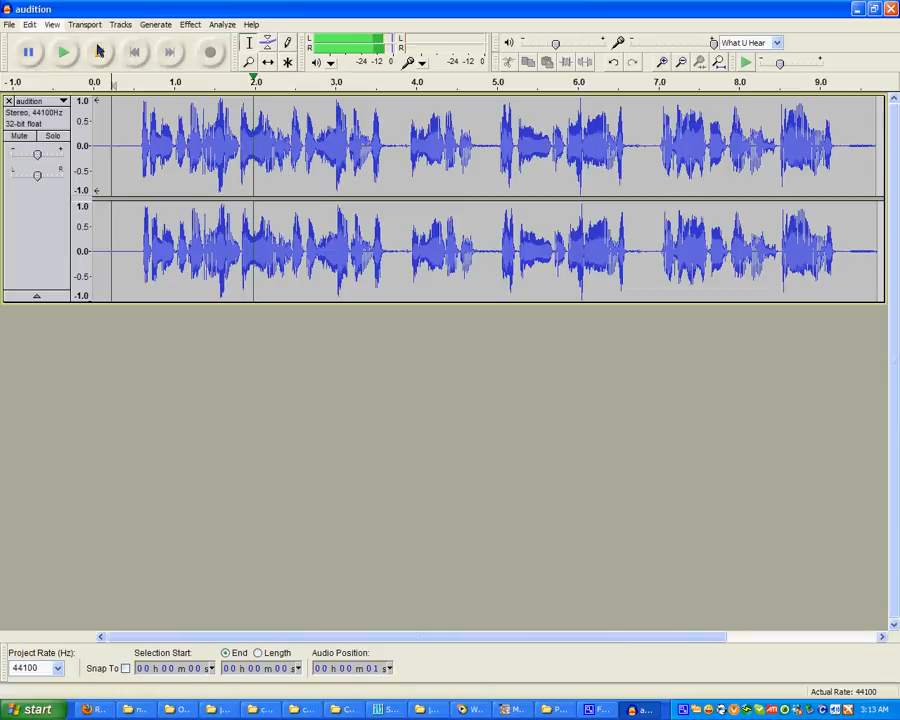 audition
File Edit View Transport Tracks Generate Effect Analyze Help
L R L R
-24 -12 0 -24 -12 0
What U Hear
-1.0 0.0 1.0 2.0 3.0 4.0 5.0 6.0 7.0 8.0 9.0
audition
Stereo, 44100Hz
32-bit float
Mute Solo
- +
L R
1.0
0.5
0.0
-0.5
-1.0
1.0
0.5
0.0
-0.5
-1.0
Project Rate (Hz): Selection Start: End Length Audio Position:
44100 Snap To 00 h 00 m 00 s 00 h 00 m 00 s 00 h 00 m 01 s
Actual Rate: 44100
start R... n... O... j... c... c... C... S... j... W... M... P... F... a... 3:13 AM